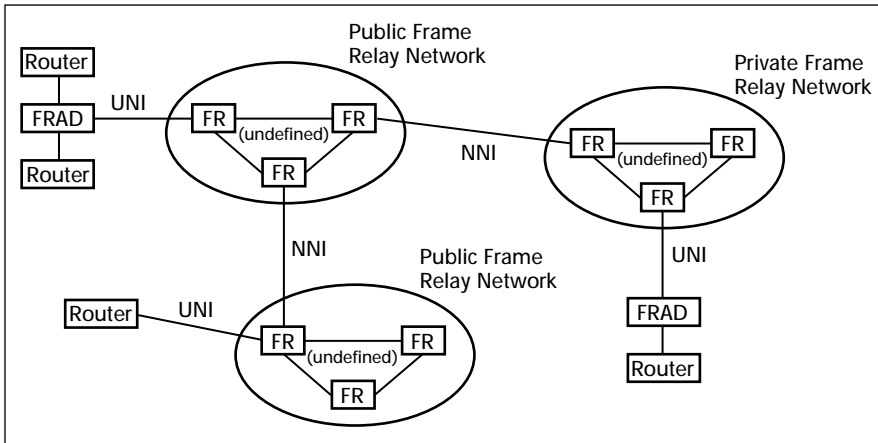 Public Frame
Relay Network
Router
UNI
FRAD
Router
FR
FR
(undefined)
FR
Private Frame
Relay Network
NNI
FR
FR
(undefined)
FR
NNI
UNI
Public Frame
Relay Network
Router
UNI
FR
FR
(undefined)
FR
FRAD
Router